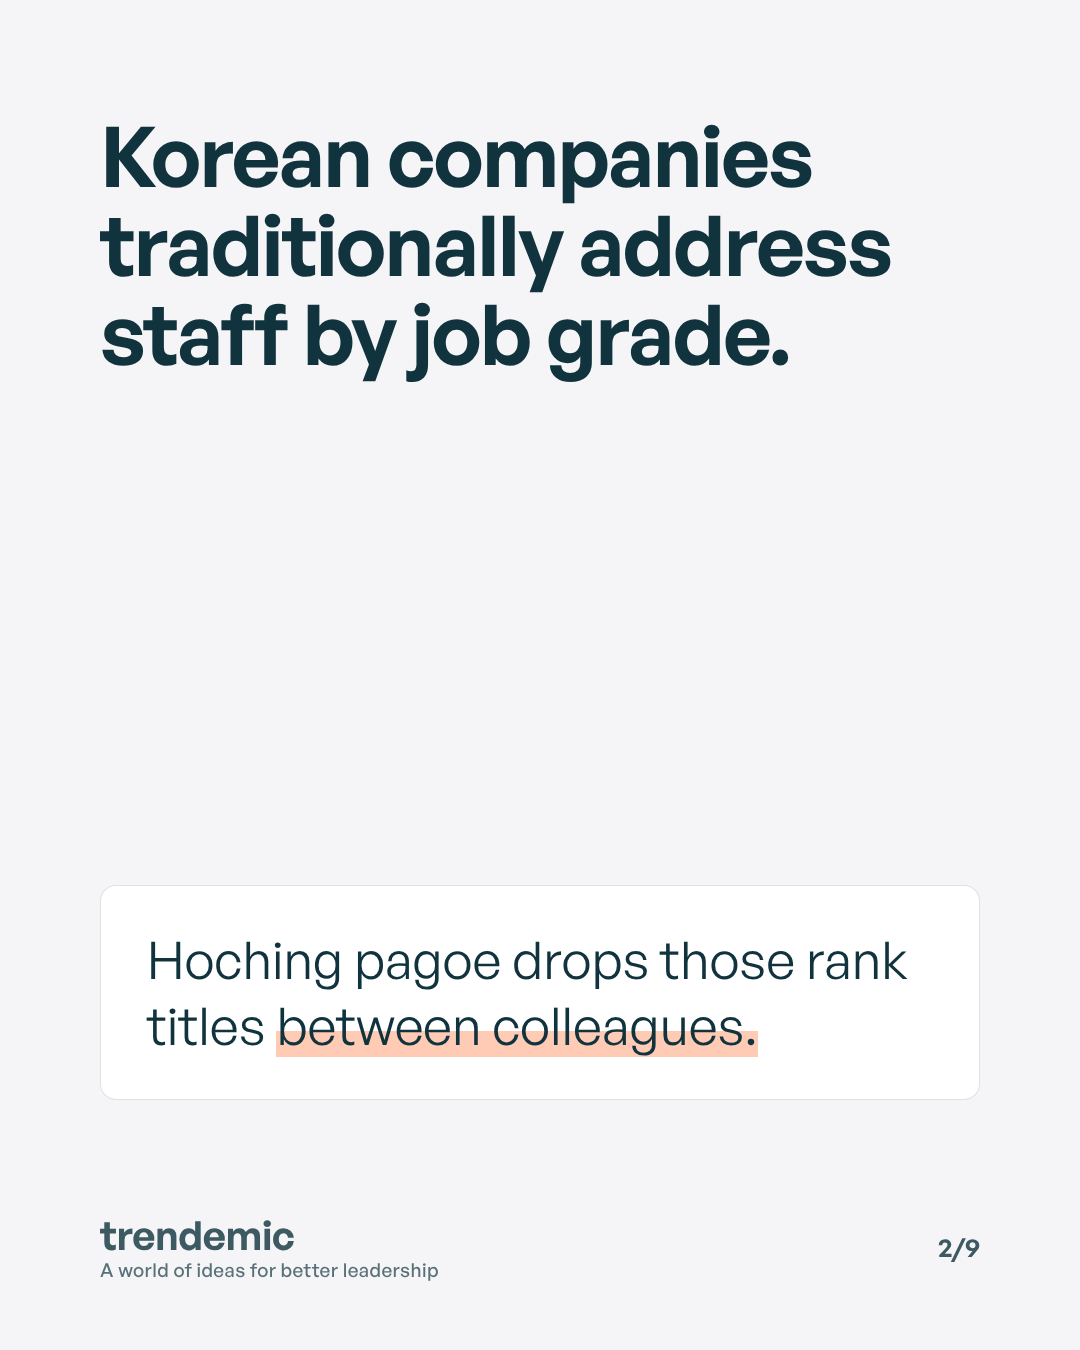 Korean companies
traditionally address
staff by job grade.
Hoching pagoe drops those rank
titles between colleagues.
trendemic
A world of ideas for better leadership
2/9